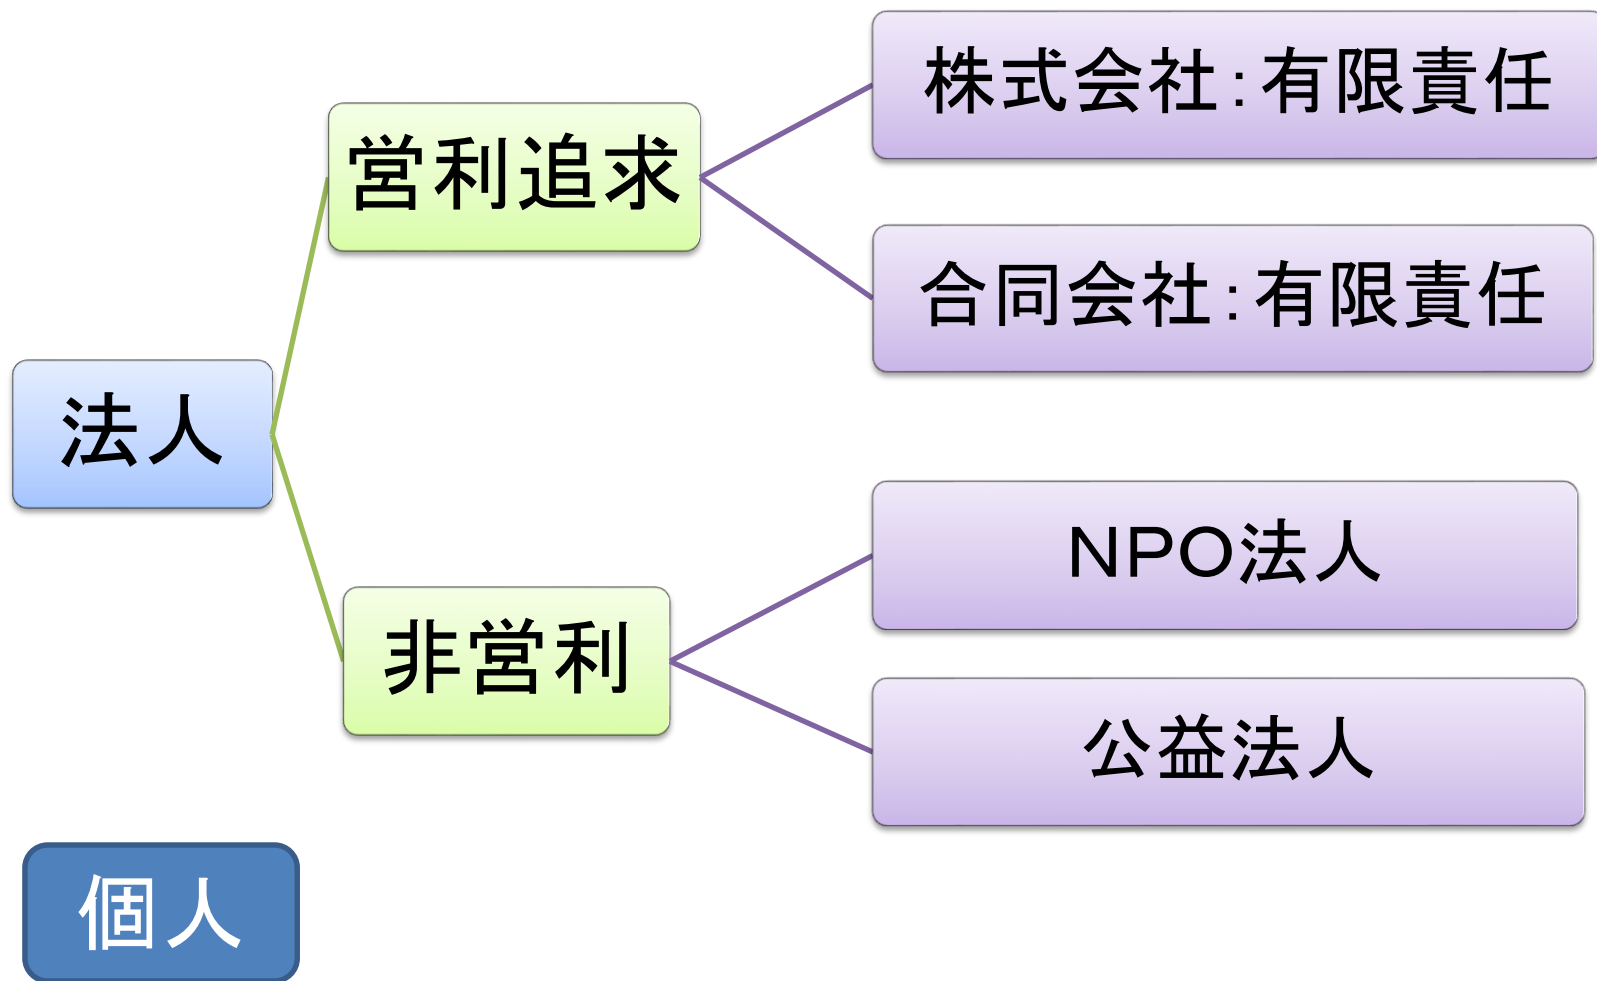 法人
営利追求
株式会社：有限責任
合同会社：有限責任
非営利
NPO法人
公益法人
個人